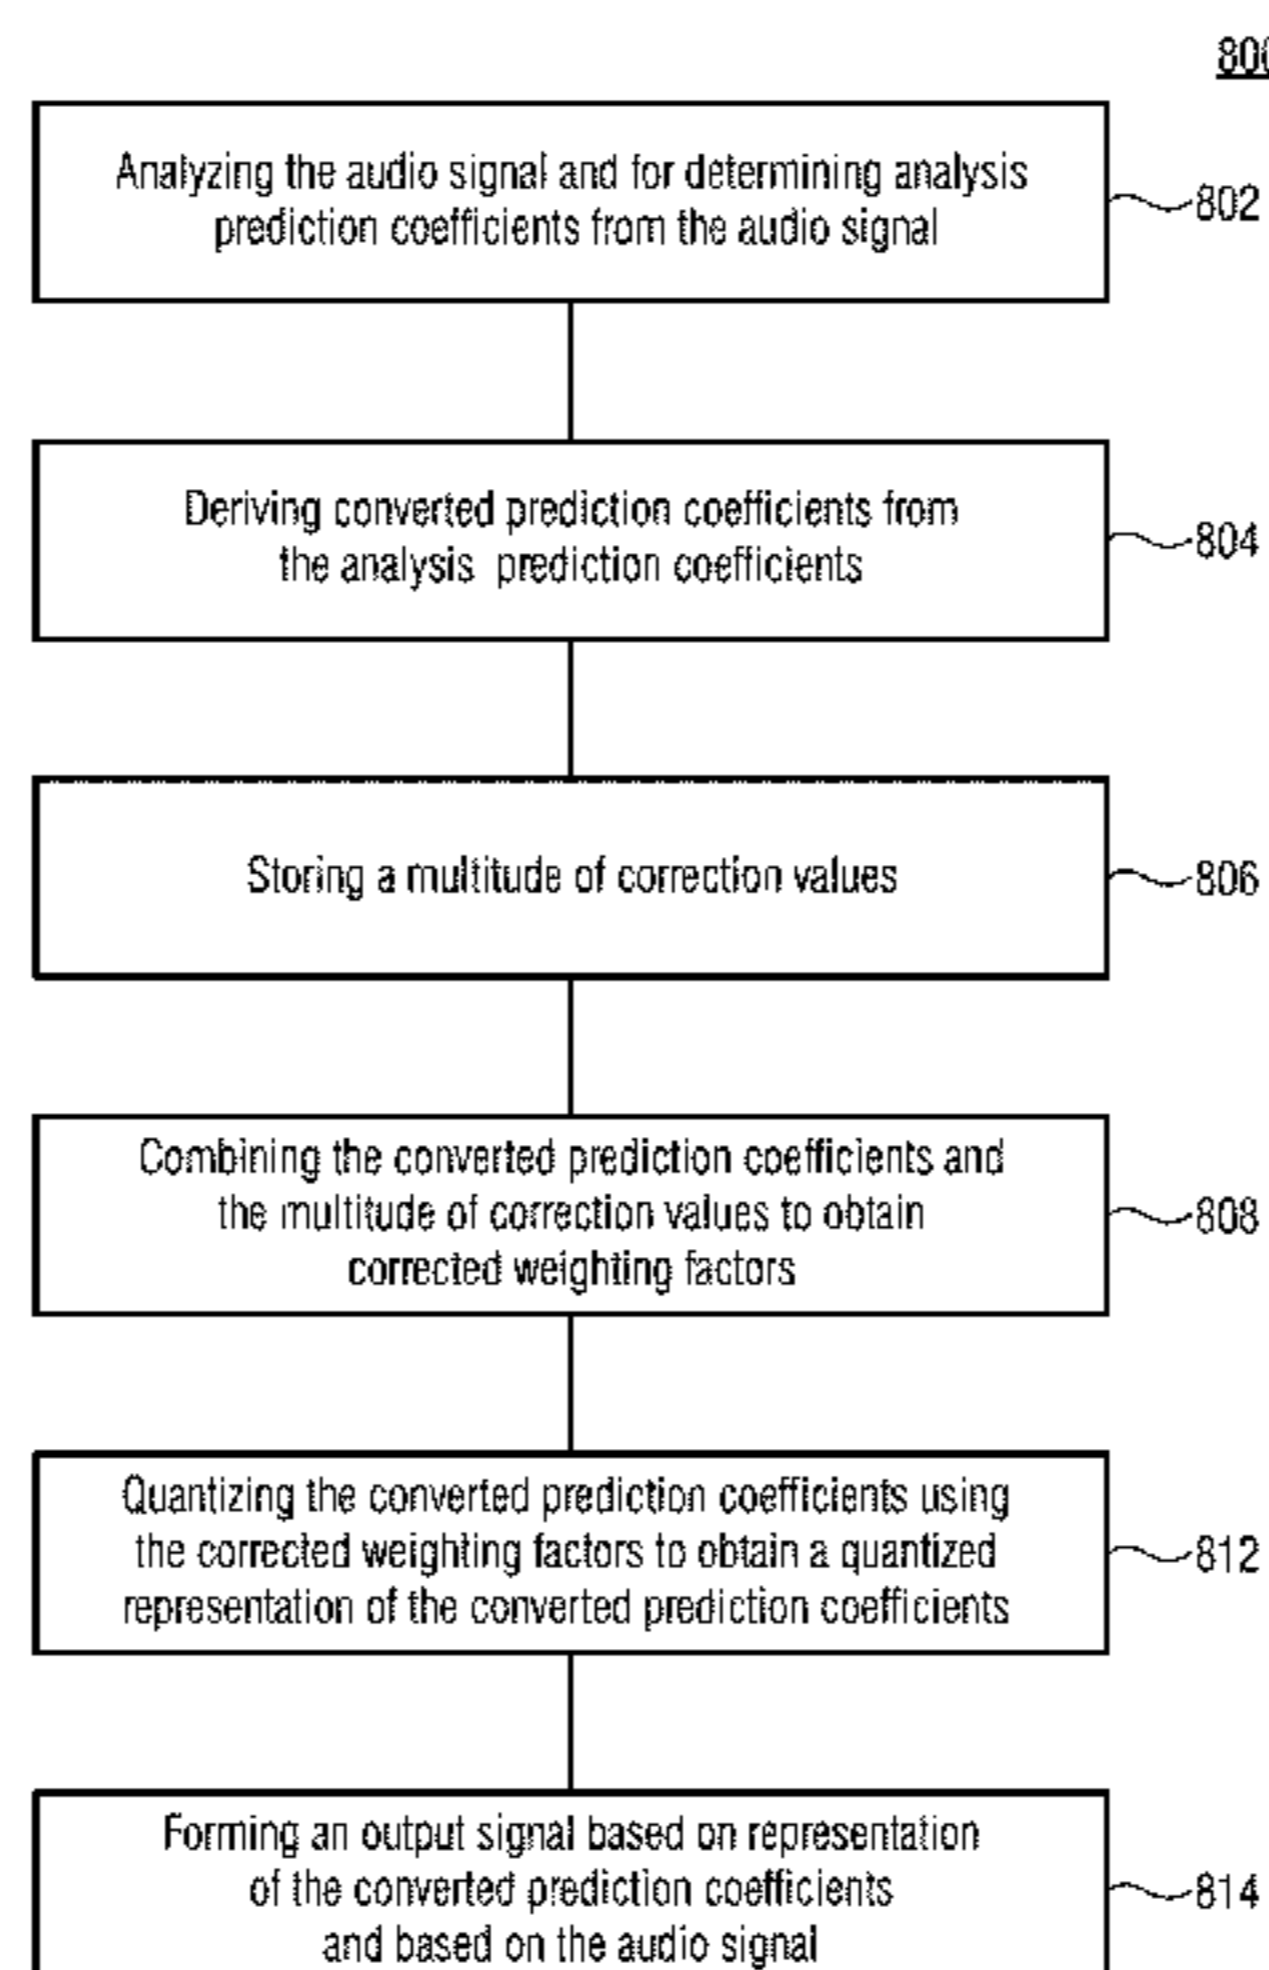 800
Analyzing the audio signal and for determining analysis
prediction coefficients from the audio signal
802
Deriving converted prediction coefficients from
the analysis prediction coefficients
804
Storing a multitude of correction values
806
Combining the converted prediction coefficients and
the multitude of correction values to obtain
corrected weighting factors
808
Quantizing the converted prediction coefficients using
the corrected weighting factors to obtain a quantized
representation of the converted prediction coefficients
812
Forming an output signal based on representation
of the converted prediction coefficients
and based on the audio signal
814